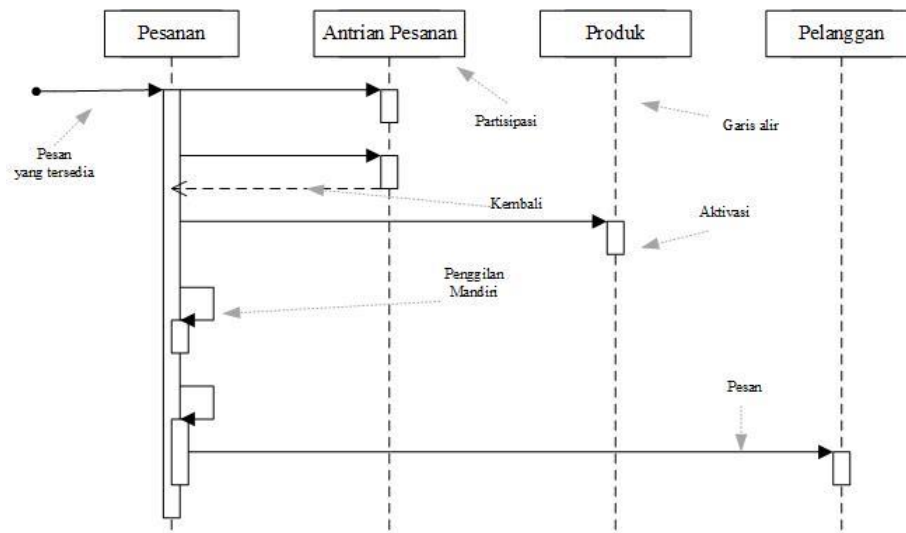 Pesanan
Antrian Pesanan
Produk
Pelanggan
Partisipasi
Garis alir
Pesan
yang tersedia
Kembali
Aktivasi
Penggilan
Mandiri
Pesan